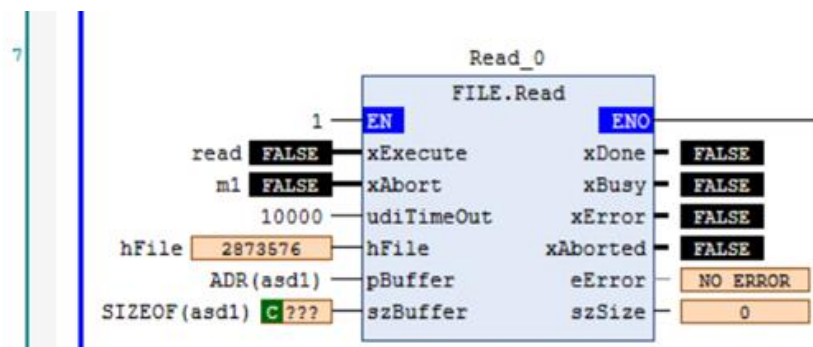 7
Read_0
FILE.Read
1 EN ENO
read FALSE xExecute xDone FALSE
m1 FALSE xAbort xBusy FALSE
10000 udiTimeOut xError FALSE
hFile 2873576 hFile xAborted FALSE
ADR(asd1) pBuffer eError NO ERROR
SIZEOF(asd1) C ??? szBuffer szSize 0